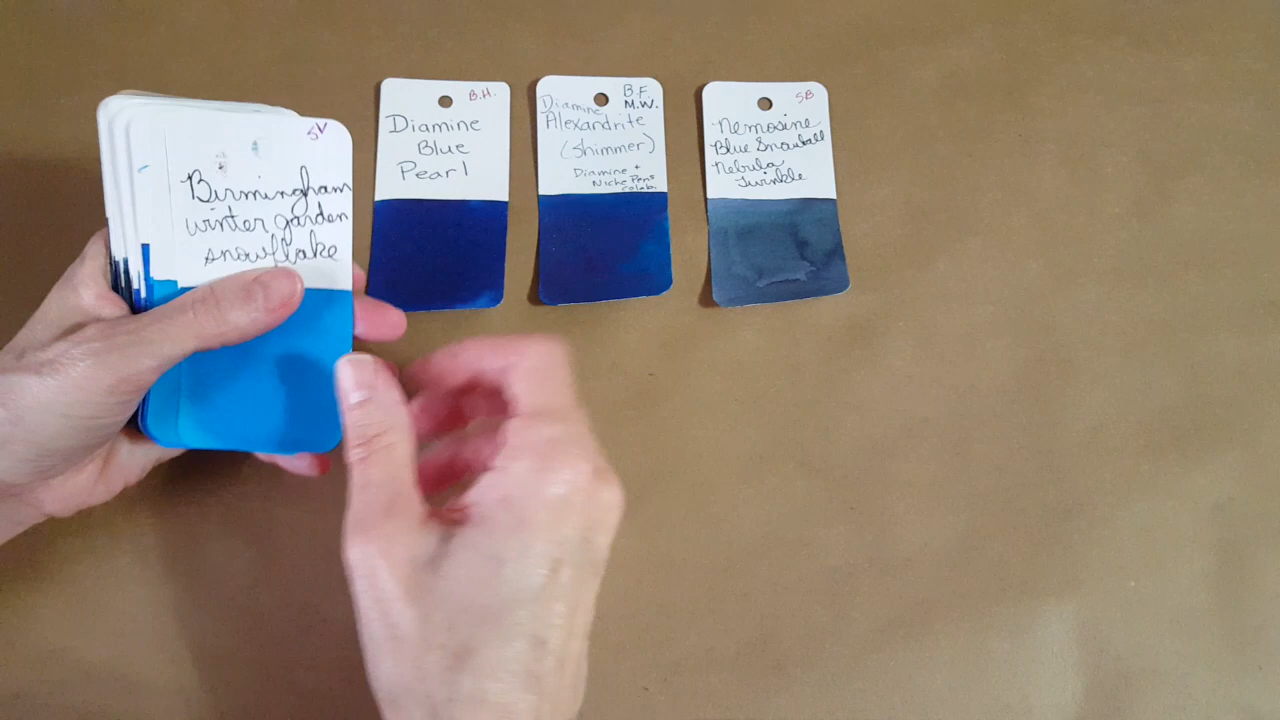 SV
Birmingham
winter garden
snowflake
B.H.
Diamine
Blue
Pearl
B.F.
M.W.
Diamine
Alexandrite
(shimmer)
Diamine +
Niche Pens
colab.
SB
Nemosine
Blue Snowball
Nebula
Twinkle